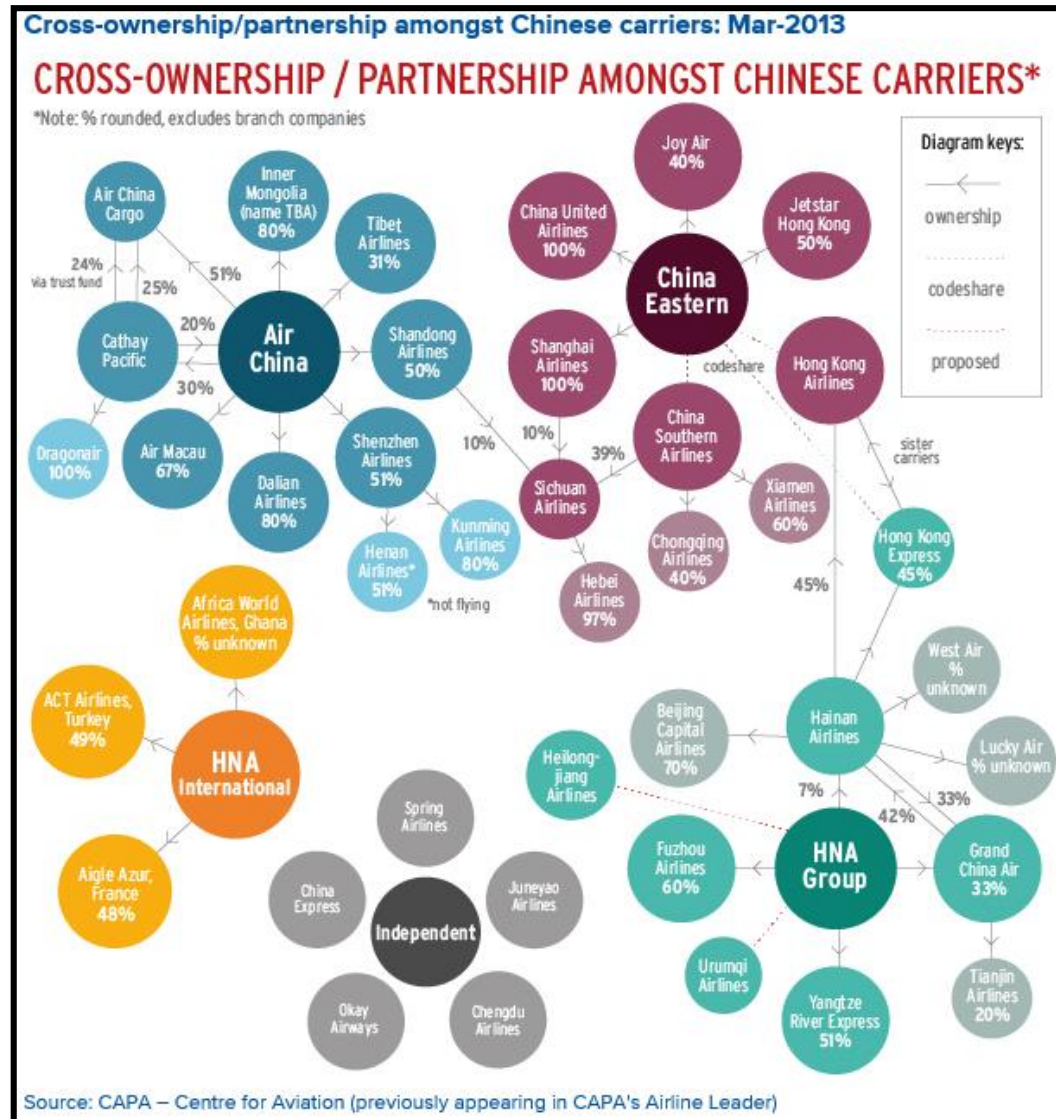 Cross-ownership/partnership amongst Chinese carriers: Mar-2013
CROSS-OWNERSHIP / PARTNERSHIP AMONGST CHINESE CARRIERS*
*Note: % rounded, excludes branch companies
Diagram keys:
ownership
codeshare
proposed
Air China
Cargo
Inner
Mongolia
(name TBA)
80%
Tibet
Airlines
31%
24%
via trust fund
25%
51%
Cathay
Pacific
20%
30%
Air
China
Shandong
Airlines
50%
Dragonair
100%
Air Macau
67%
Dalian
Airlines
80%
Shenzhen
Airlines
51%
Henan
Airlines*
51%
*not flying
Kunming
Airlines
80%
10%
Joy Air
40%
China United
Airlines
100%
Jetstar
Hong Kong
50%
China
Eastern
Shanghai
Airlines
100%
codeshare
Hong Kong
Airlines
10%
39%
China
Southern
Airlines
Sichuan
Airlines
Xiamen
Airlines
60%
Chongqing
Airlines
40%
Hebei
Airlines
97%
sister
carriers
Hong Kong
Express
45%
45%
Africa World
Airlines, Ghana
% unknown
ACT Airlines,
Turkey
49%
HNA
International
Aigle Azur,
France
48%
Spring
Airlines
China
Express
Juneyao
Airlines
Independent
Okay
Airways
Chengdu
Airlines
West Air
%
unknown
Beijing
Capital
Airlines
70%
Hainan
Airlines
Lucky Air
% unknown
Heilong-
jiang
Airlines
7%
42%
33%
Fuzhou
Airlines
60%
HNA
Group
Grand
China Air
33%
Urumqi
Airlines
Yangtze
River Express
51%
Tianjin
Airlines
20%
Source: CAPA – Centre for Aviation (previously appearing in CAPA's Airline Leader)